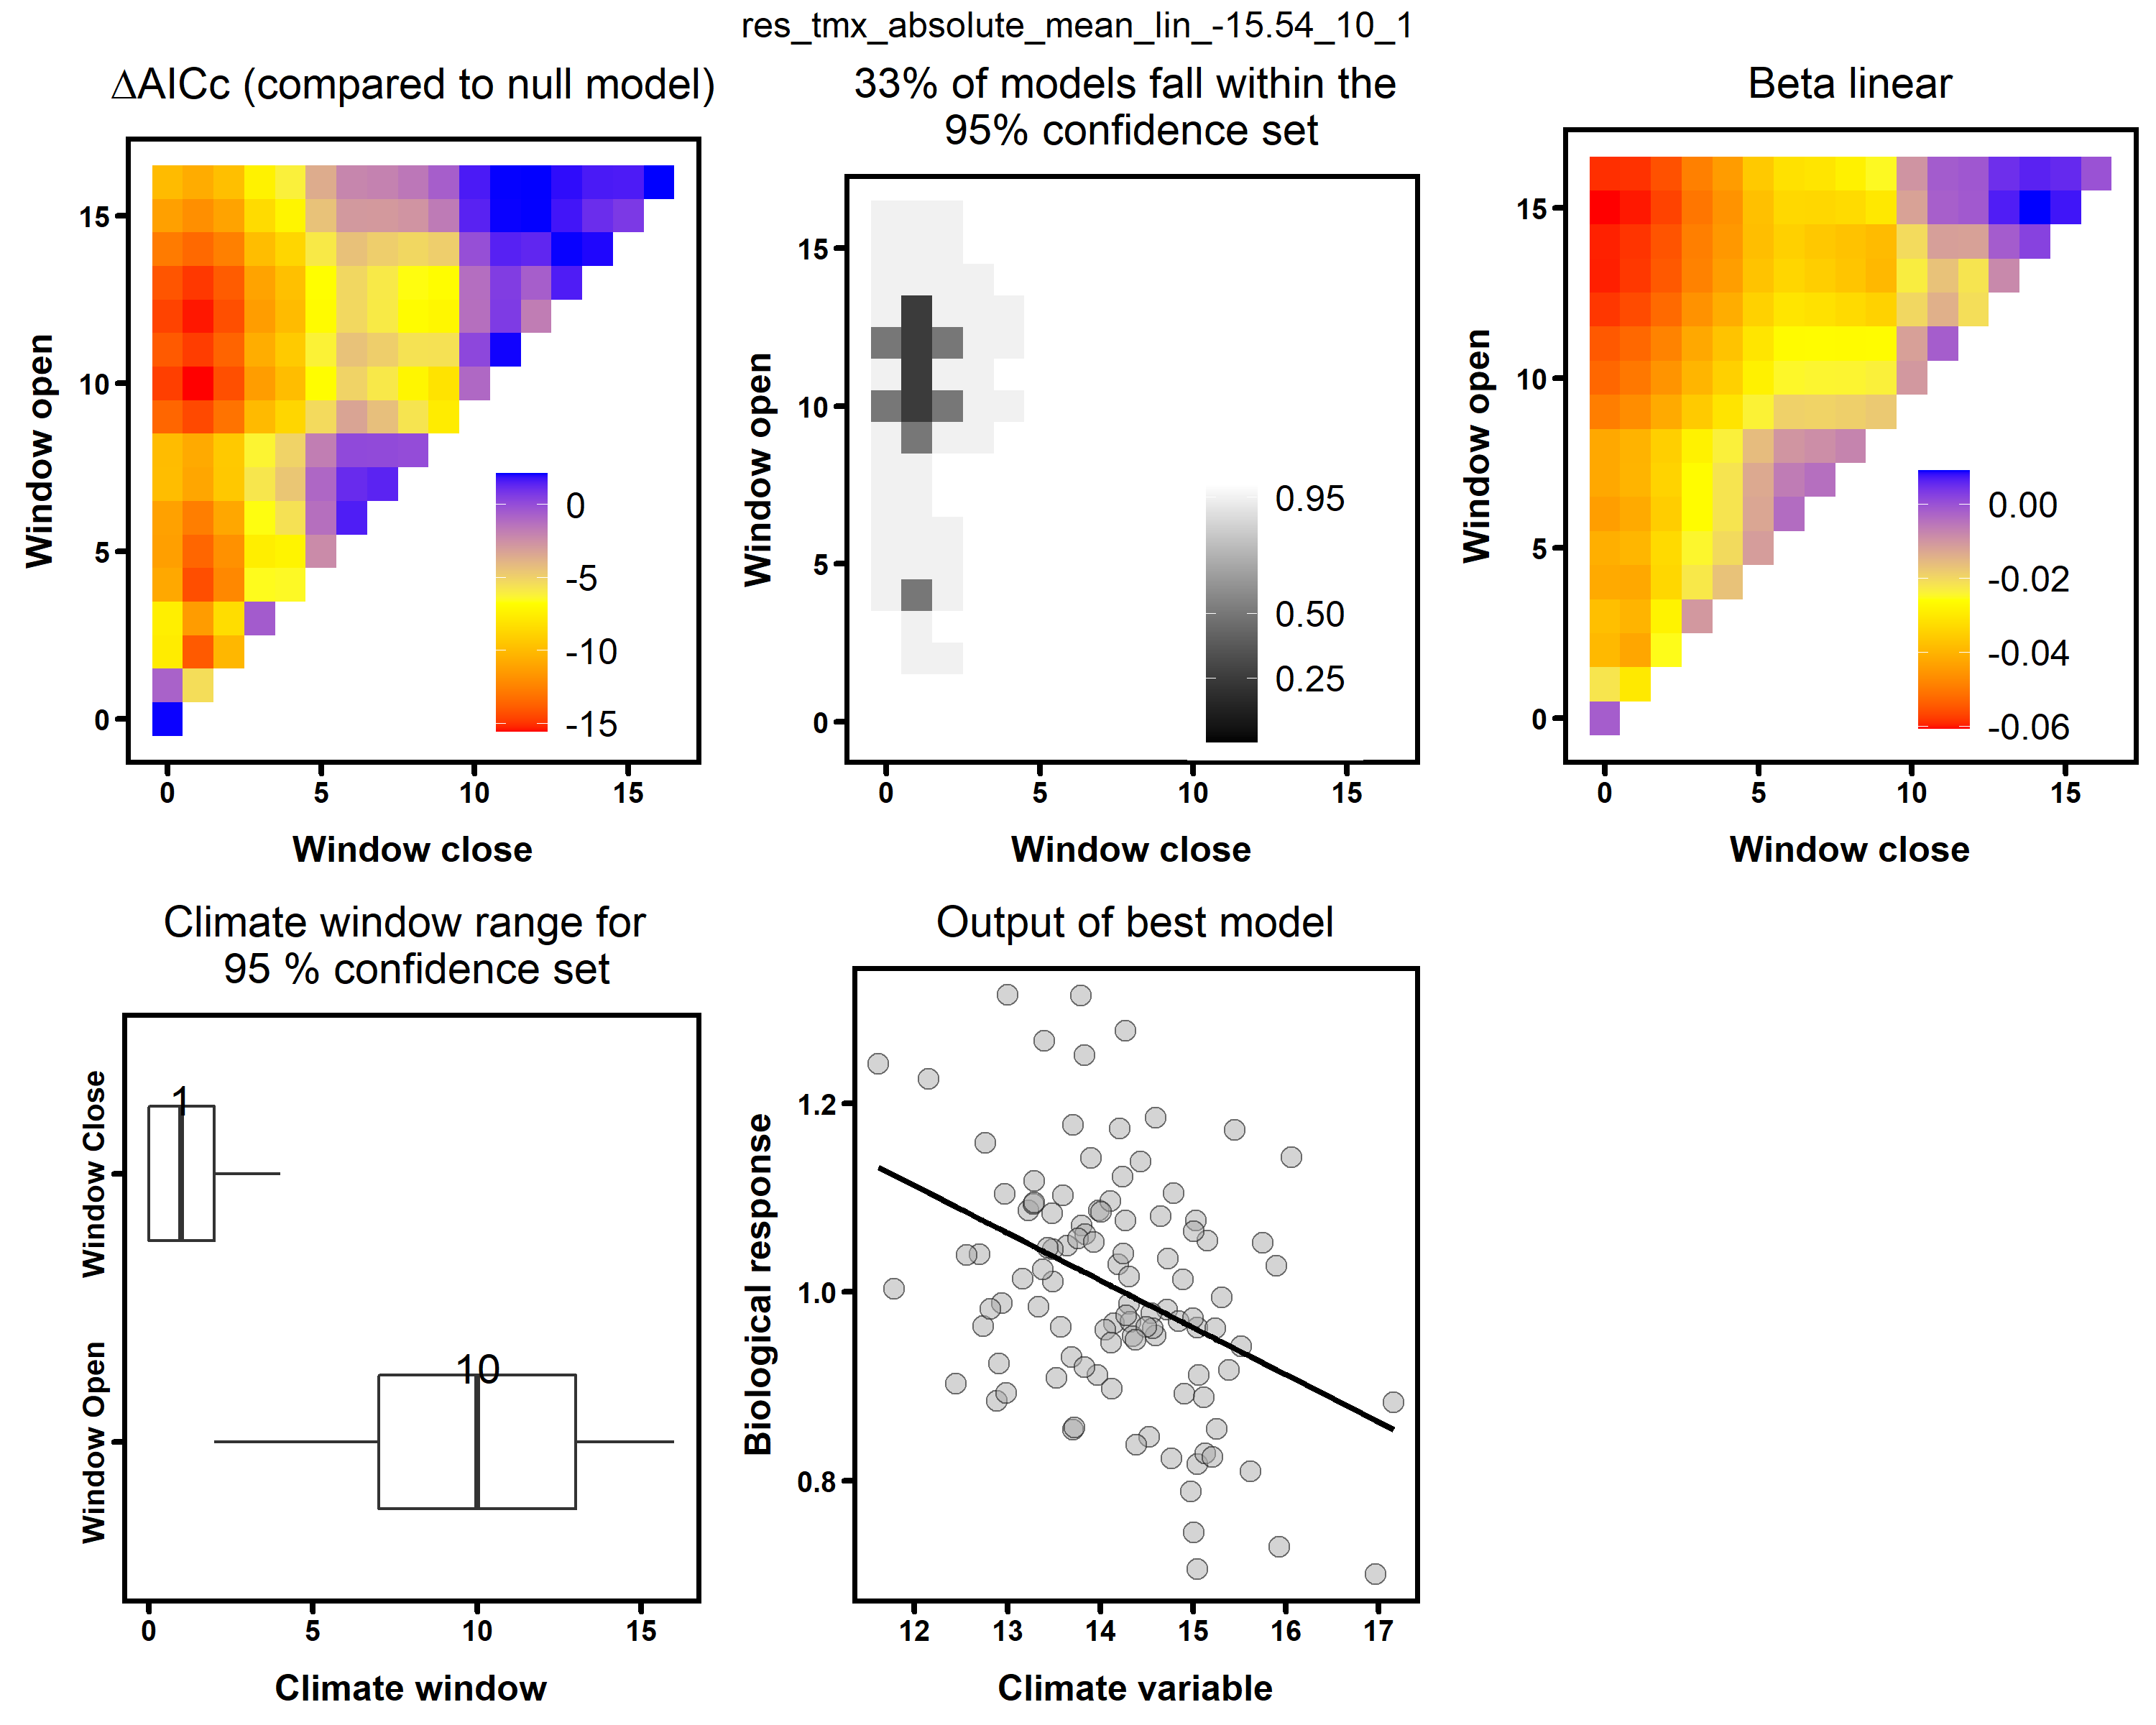 res_tmx_absolute_mean_lin_-15.54_10_1
ΔAICc (compared to null model)
Window open
15
10
5
0
0
-5
-10
-15
0 5 10 15
Window close
33% of models fall within the
95% confidence set
Window open
15
10
5
0
0.95
0.50
0.25
0 5 10 15
Window close
Beta linear
Window open
15
10
5
0
0.00
-0.02
-0.04
-0.06
0 5 10 15
Window close
Climate window range for
95 % confidence set
Window Close
1
Window Open
10
0 5 10 15
Climate window
Output of best model
Biological response
1.2
1.0
0.8
12 13 14 15 16 17
Climate variable